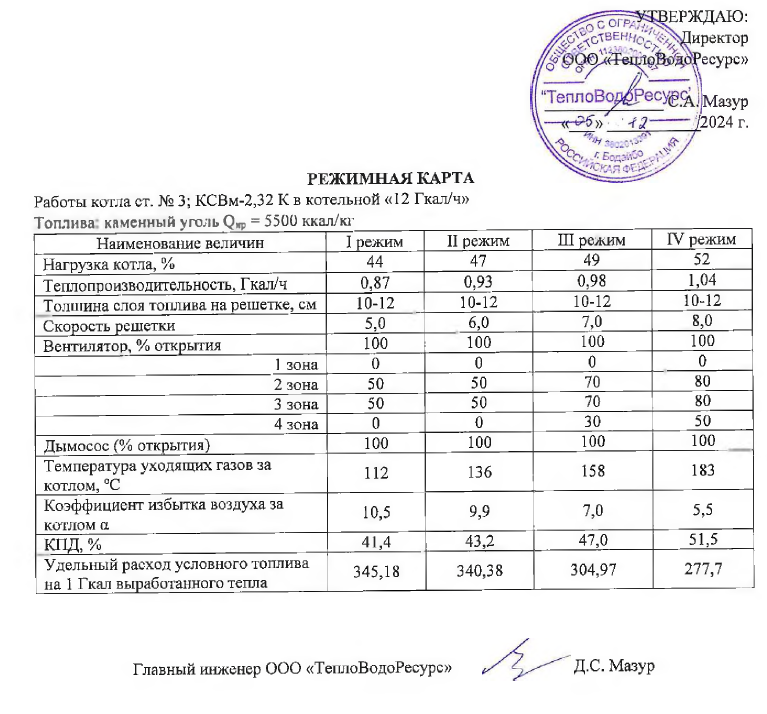 УТВЕРЖДАЮ:
Директор
ООО «ТеплоВодоРесурс»
С.А. Мазур
«06» 12 2024 г.
ОБЩЕСТВО С ОГРАНИЧЕННОЙ
ОТВЕТСТВЕННОСТЬЮ
"ТеплоВодоРесурс"
г. Бодайбо
РОССИЙСКАЯ ФЕДЕРАЦИЯ
РЕЖИМНАЯ КАРТА
Работы котла ст. № 3; КСВм-2,32 К в котельной «12 Гкал/ч»
Топлива: каменный уголь Qнр = 5500 ккал/кг
Наименование величин I режим II режим III режим IV режим
Нагрузка котла, % 44 47 49 52
Теплопроизводительность, Гкал/ч 0,87 0,93 0,98 1,04
Толщина слоя топлива на решетке, см 10-12 10-12 10-12 10-12
Скорость решетки 5,0 6,0 7,0 8,0
Вентилятор, % открытия 100 100 100 100
1 зона 0 0 0 0
2 зона 50 50 70 80
3 зона 50 50 70 80
4 зона 0 0 30 50
Дымосос (% открытия) 100 100 100 100
Температура уходящих газов за
котлом, ºС 112 136 158 183
Коэффициент избытка воздуха за
котлом α 10,5 9,9 7,0 5,5
КПД, % 41,4 43,2 47,0 51,5
Удельный расход условного топлива
на 1 Гкал выработанного тепла 345,18 340,38 304,97 277,7
Главный инженер ООО «ТеплоВодоРесурс» Д.С. Мазур